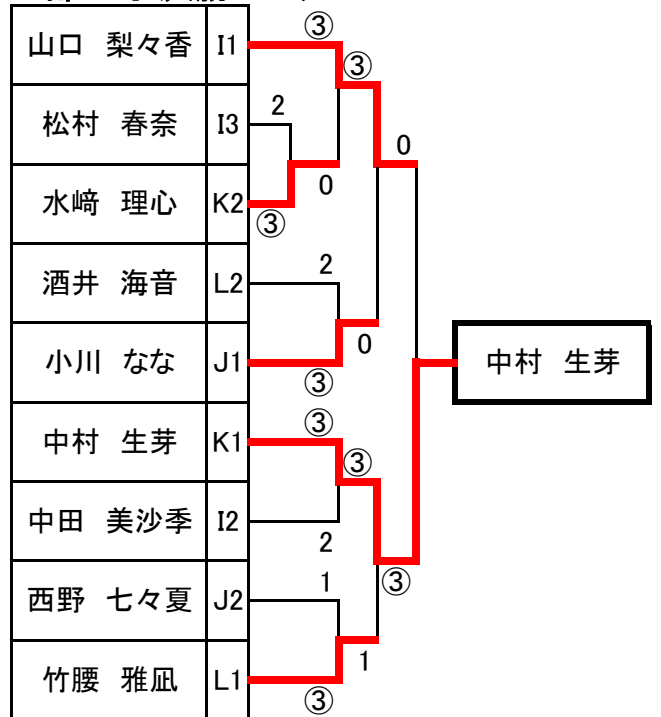 ③
山口 梨々香 I1
③
松村 春奈 I3 2
0
水﨑 理心 K2 0
③
酒井 海音 L2 2
小川 なな J1 0
③
中村 生芽
中村 生芽 K1 ③
③
中田 美沙季 I2
2
西野 七々夏 J2 1
③
竹腰 雅凪 L1 1
③